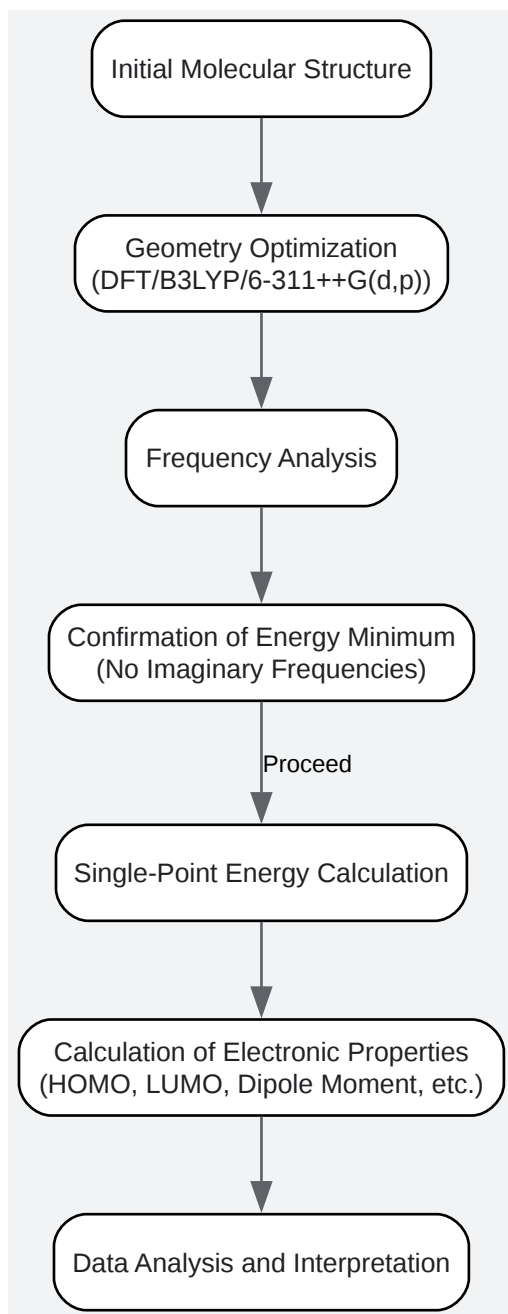 Initial Molecular Structure
Geometry Optimization
(DFT/B3LYP/6-311++G(d,p))
Frequency Analysis
Confirmation of Energy Minimum
(No Imaginary Frequencies)
Proceed
Single-Point Energy Calculation
Calculation of Electronic Properties
(HOMO, LUMO, Dipole Moment, etc.)
Data Analysis and Interpretation